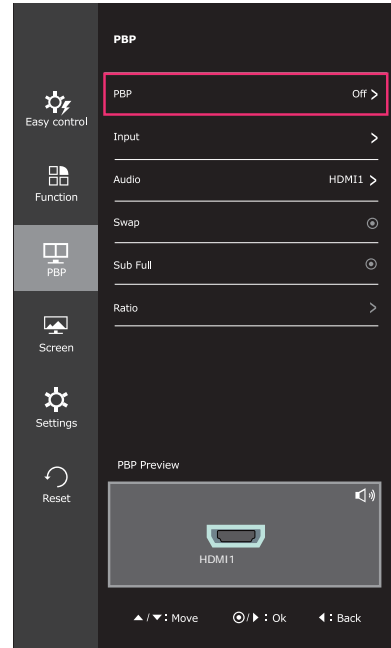 PBP
Easy control
Function
PBP
Screen
Settings
Reset
PBP Off >
Input >
Audio HDMI1 >
Swap
Sub Full
Ratio >
PBP Preview
HDMI1
▲/▼: Move ◉/▶ : Ok ◀: Back